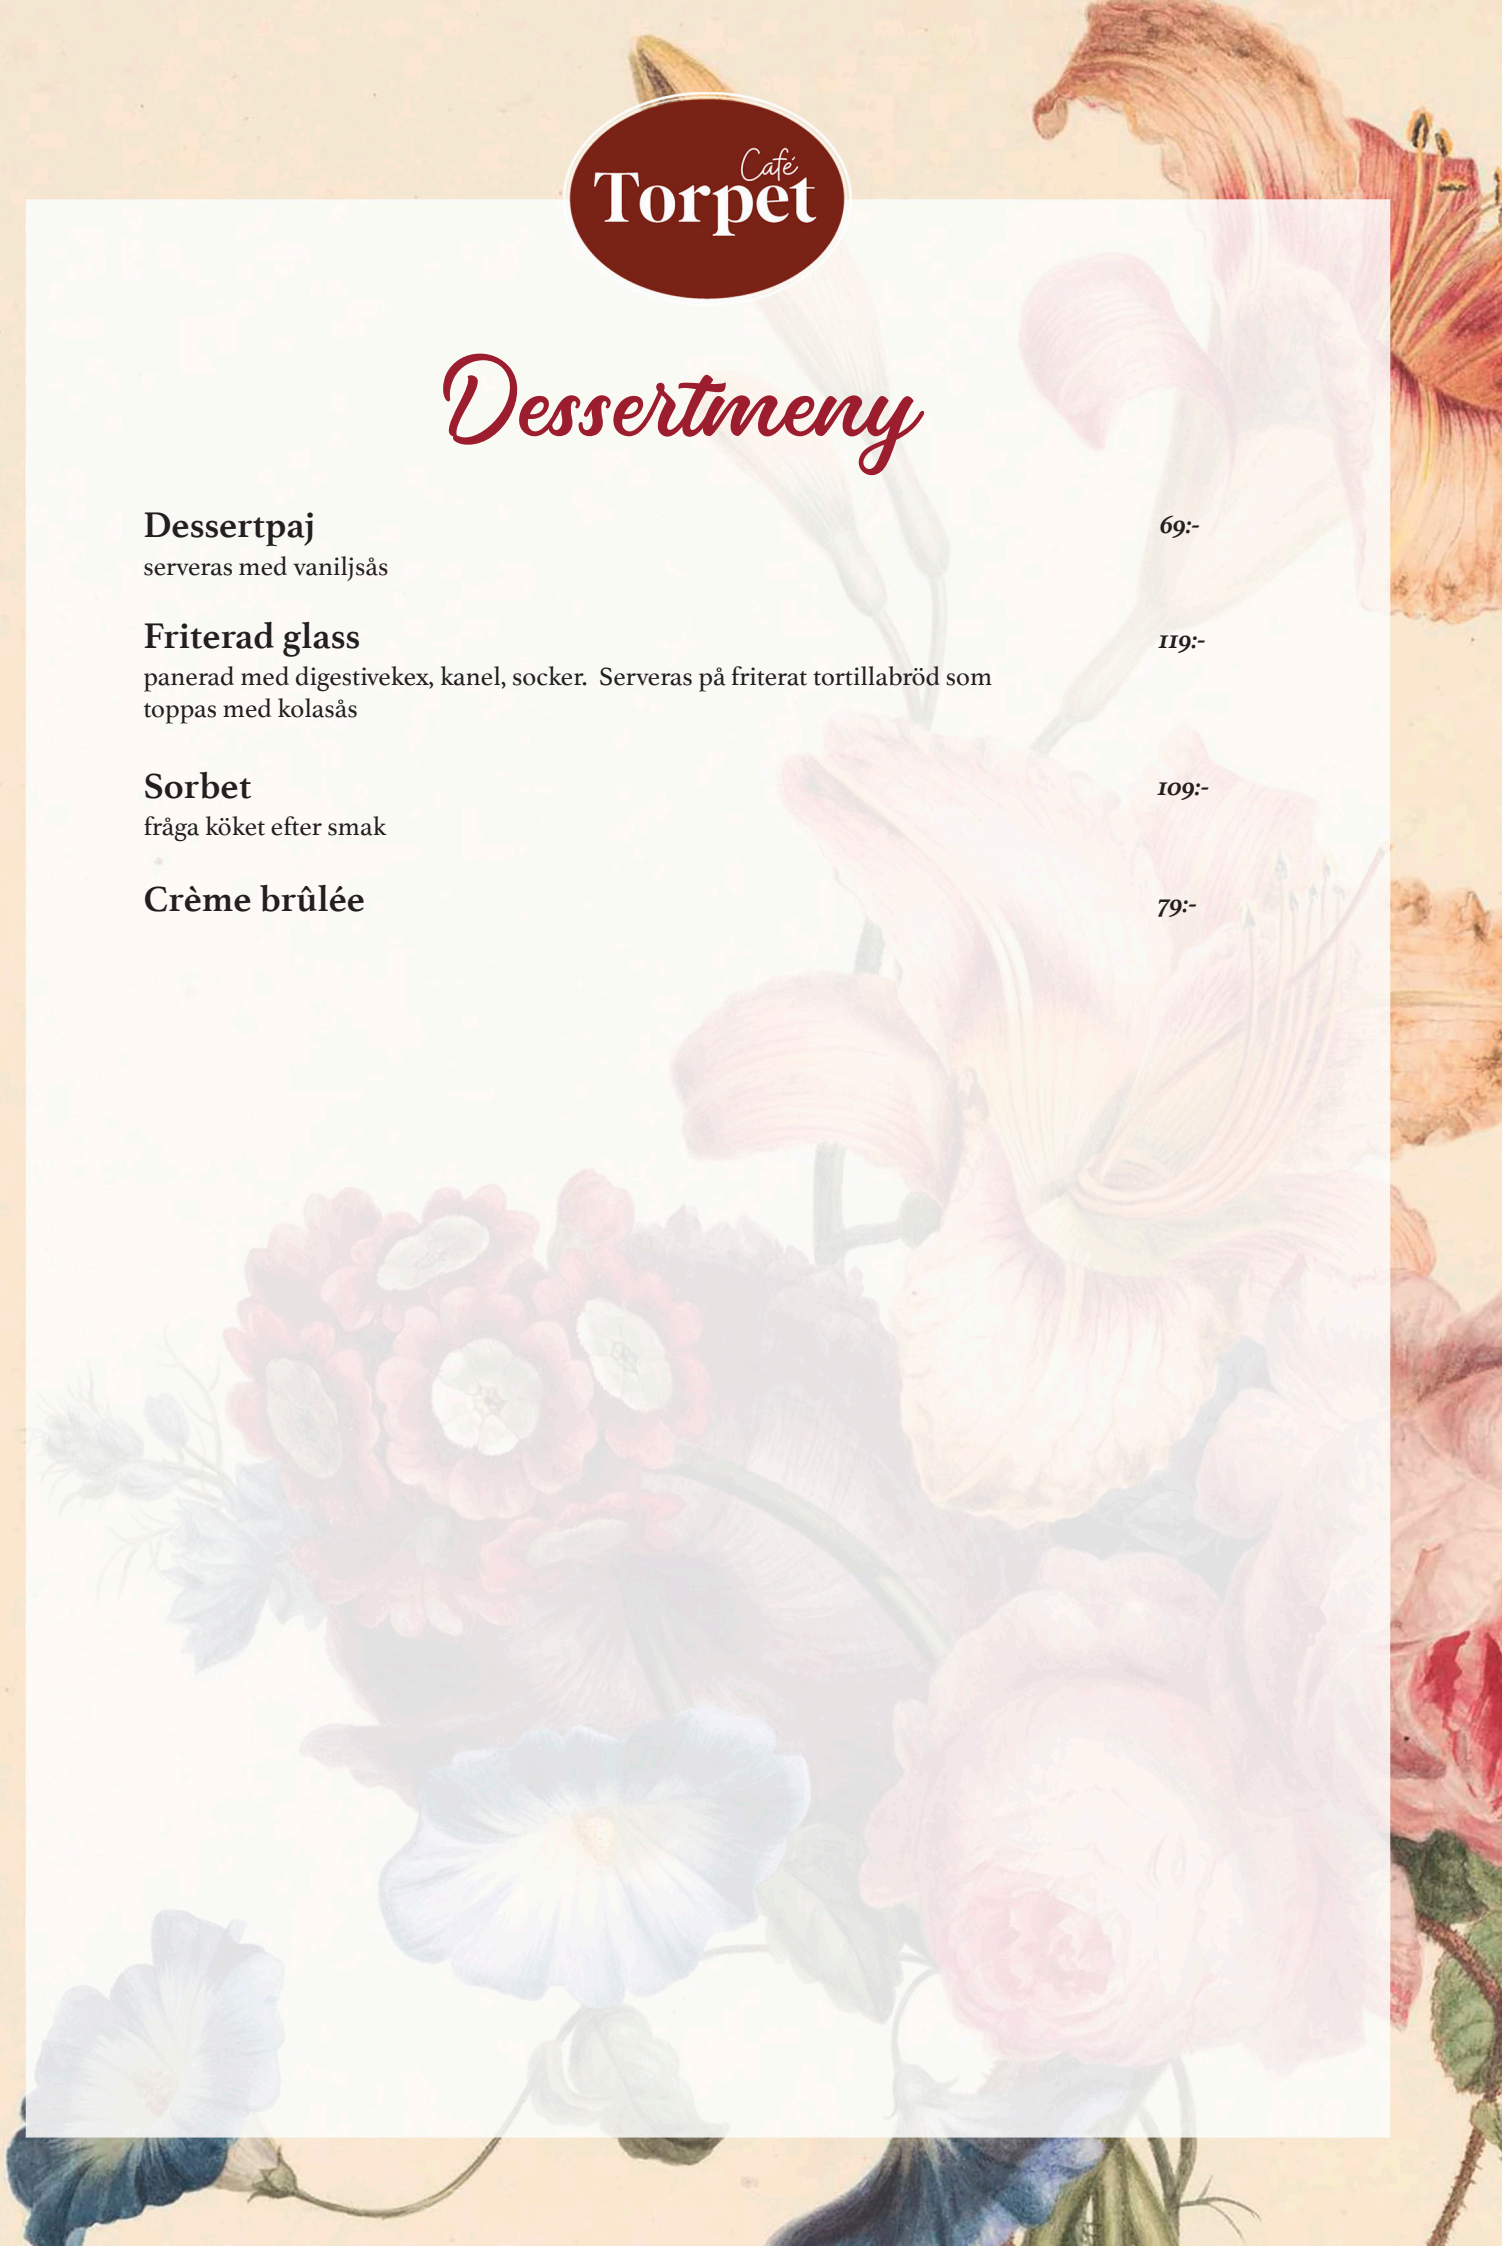 Café
Torpet
Dessertmeny
Dessertpaj 69:-
serveras med vaniljsås
Friterad glass 119:-
panerad med digestivekex, kanel, socker.  Serveras på friterat tortillabröd som
toppas med kolasås
Sorbet 109:-
fråga köket efter smak
Crème brûlée 79:-